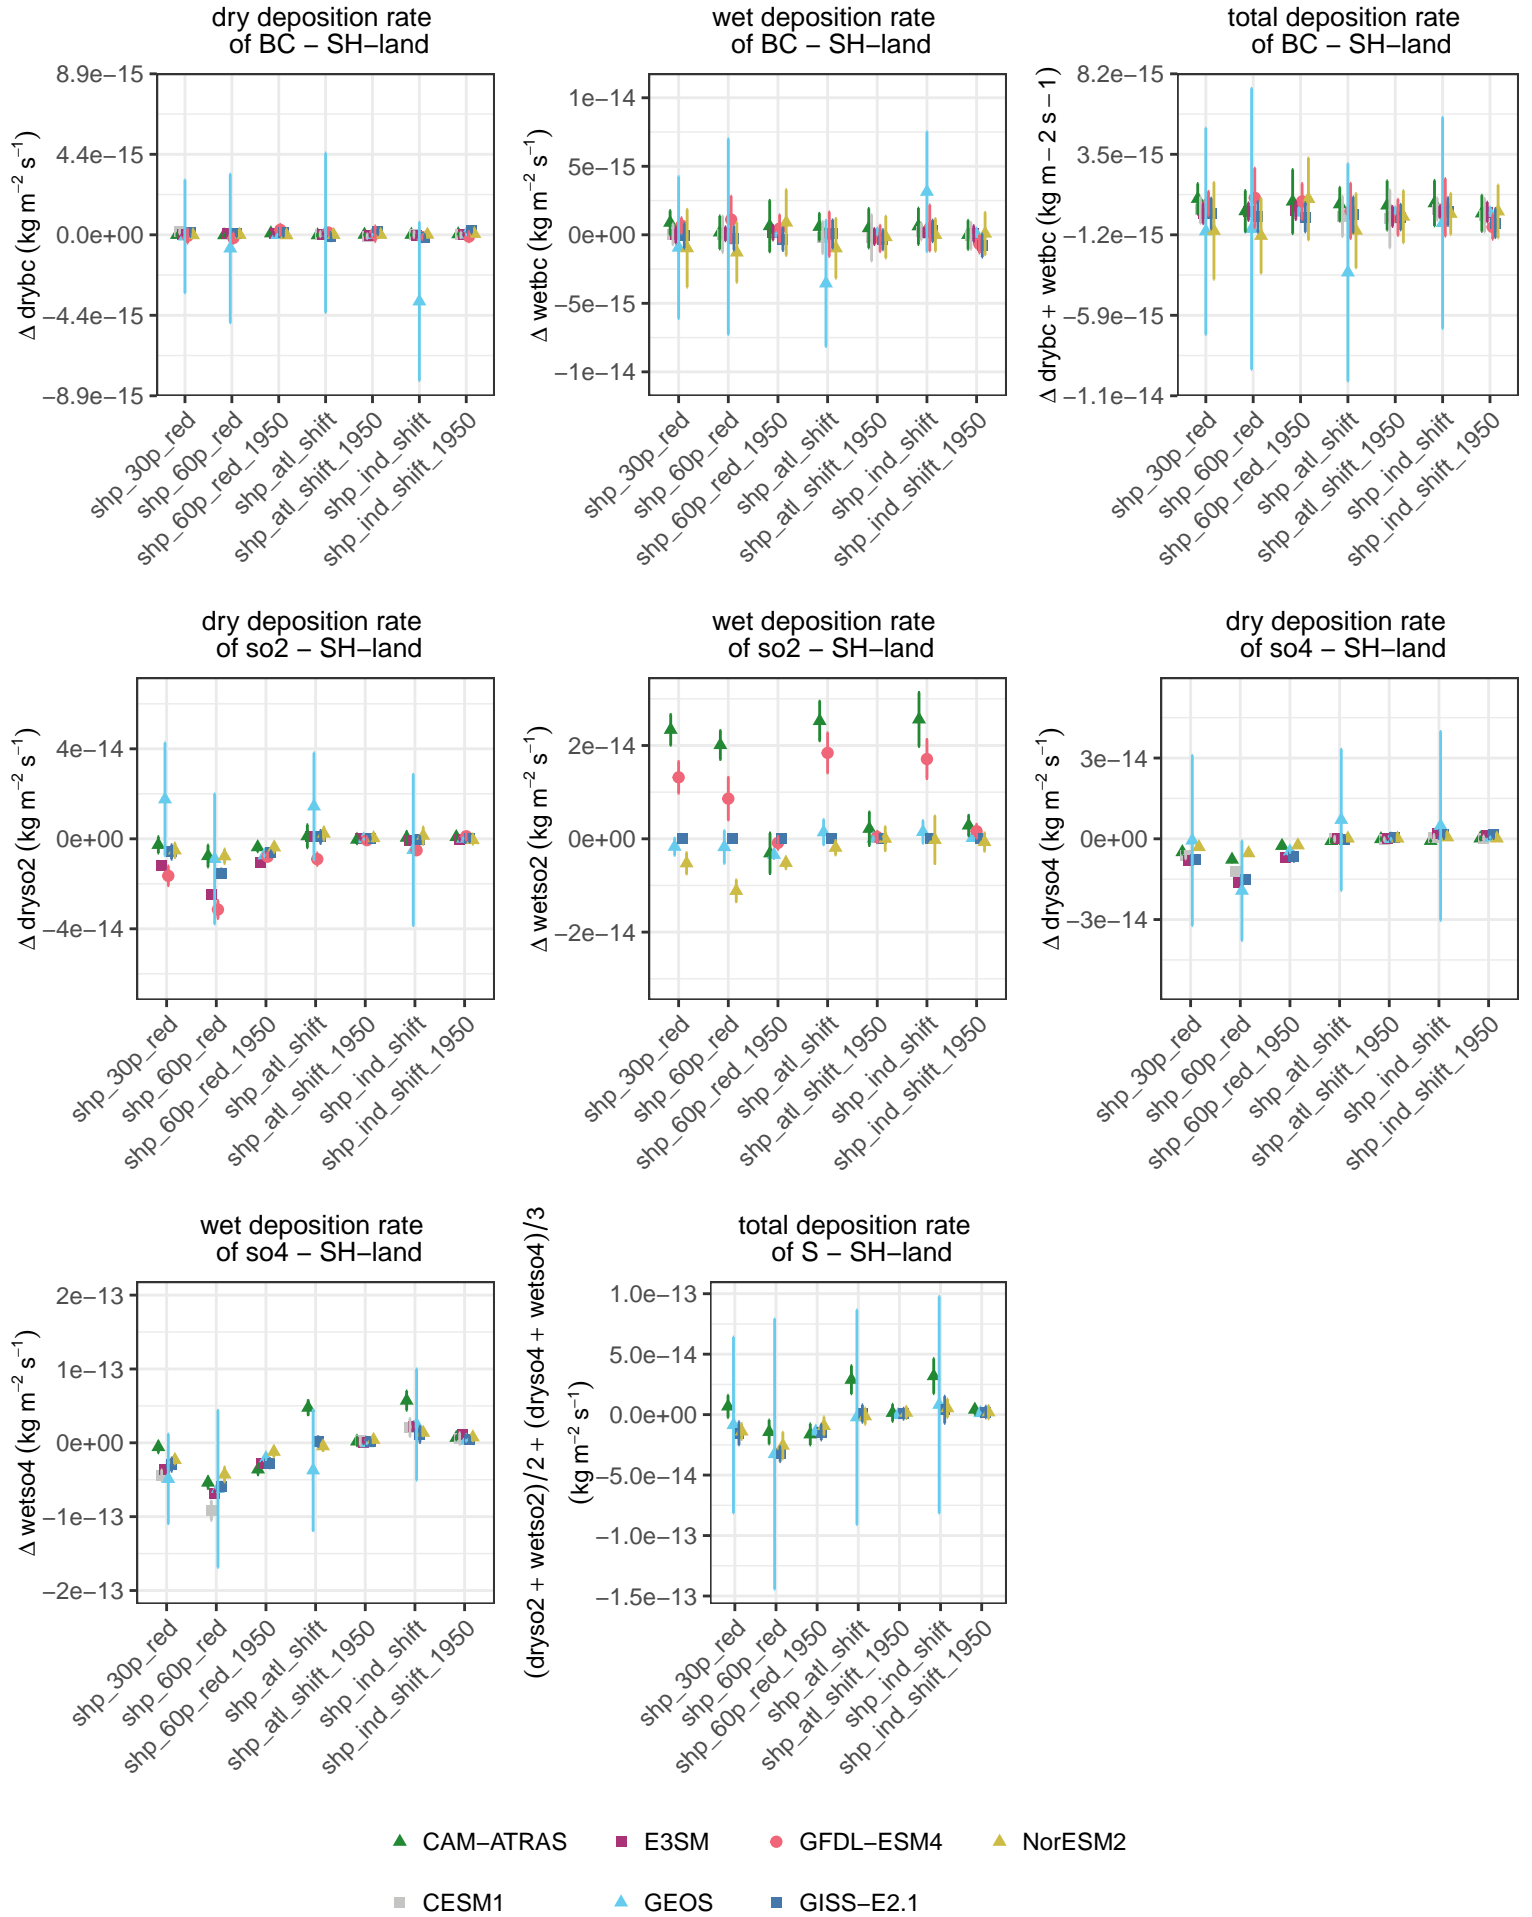 dry deposition rate
of BC − SH−land
Δ drybc (kg m−2 s−1)
8.9e−15
4.4e−15
0.0e+00
−4.4e−15
−8.9e−15
shp_30p_red
shp_60p_red
shp_60p_red_1950
shp_atl_shift
shp_atl_shift_1950
shp_ind_shift
shp_ind_shift_1950
wet deposition rate
of BC − SH−land
Δ wetbc (kg m−2 s−1)
1e−14
5e−15
0e+00
−5e−15
−1e−14
shp_30p_red
shp_60p_red
shp_60p_red_1950
shp_atl_shift
shp_atl_shift_1950
shp_ind_shift
shp_ind_shift_1950
total deposition rate
of BC − SH−land
Δ drybc + wetbc (kg m − 2 s − 1)
8.2e−15
3.5e−15
−1.2e−15
−5.9e−15
−1.1e−14
shp_30p_red
shp_60p_red
shp_60p_red_1950
shp_atl_shift
shp_atl_shift_1950
shp_ind_shift
shp_ind_shift_1950
dry deposition rate
of so2 − SH−land
Δ dryso2 (kg m−2 s−1)
4e−14
0e+00
−4e−14
shp_30p_red
shp_60p_red
shp_60p_red_1950
shp_atl_shift
shp_atl_shift_1950
shp_ind_shift
shp_ind_shift_1950
wet deposition rate
of so2 − SH−land
Δ wetso2 (kg m−2 s−1)
2e−14
0e+00
−2e−14
shp_30p_red
shp_60p_red
shp_60p_red_1950
shp_atl_shift
shp_atl_shift_1950
shp_ind_shift
shp_ind_shift_1950
dry deposition rate
of so4 − SH−land
Δ dryso4 (kg m−2 s−1)
3e−14
0e+00
−3e−14
shp_30p_red
shp_60p_red
shp_60p_red_1950
shp_atl_shift
shp_atl_shift_1950
shp_ind_shift
shp_ind_shift_1950
wet deposition rate
of so4 − SH−land
Δ wetso4 (kg m−2 s−1)
2e−13
1e−13
0e+00
−1e−13
−2e−13
shp_30p_red
shp_60p_red
shp_60p_red_1950
shp_atl_shift
shp_atl_shift_1950
shp_ind_shift
shp_ind_shift_1950
total deposition rate
of S − SH−land
(dryso2 + wetso2)/2 + (dryso4 + wetso4)/3
(kg m−2 s−1)
1.0e−13
5.0e−14
0.0e+00
−5.0e−14
−1.0e−13
−1.5e−13
shp_30p_red
shp_60p_red
shp_60p_red_1950
shp_atl_shift
shp_atl_shift_1950
shp_ind_shift
shp_ind_shift_1950
CAM−ATRAS E3SM GFDL−ESM4 NorESM2
CESM1 GEOS GISS−E2.1